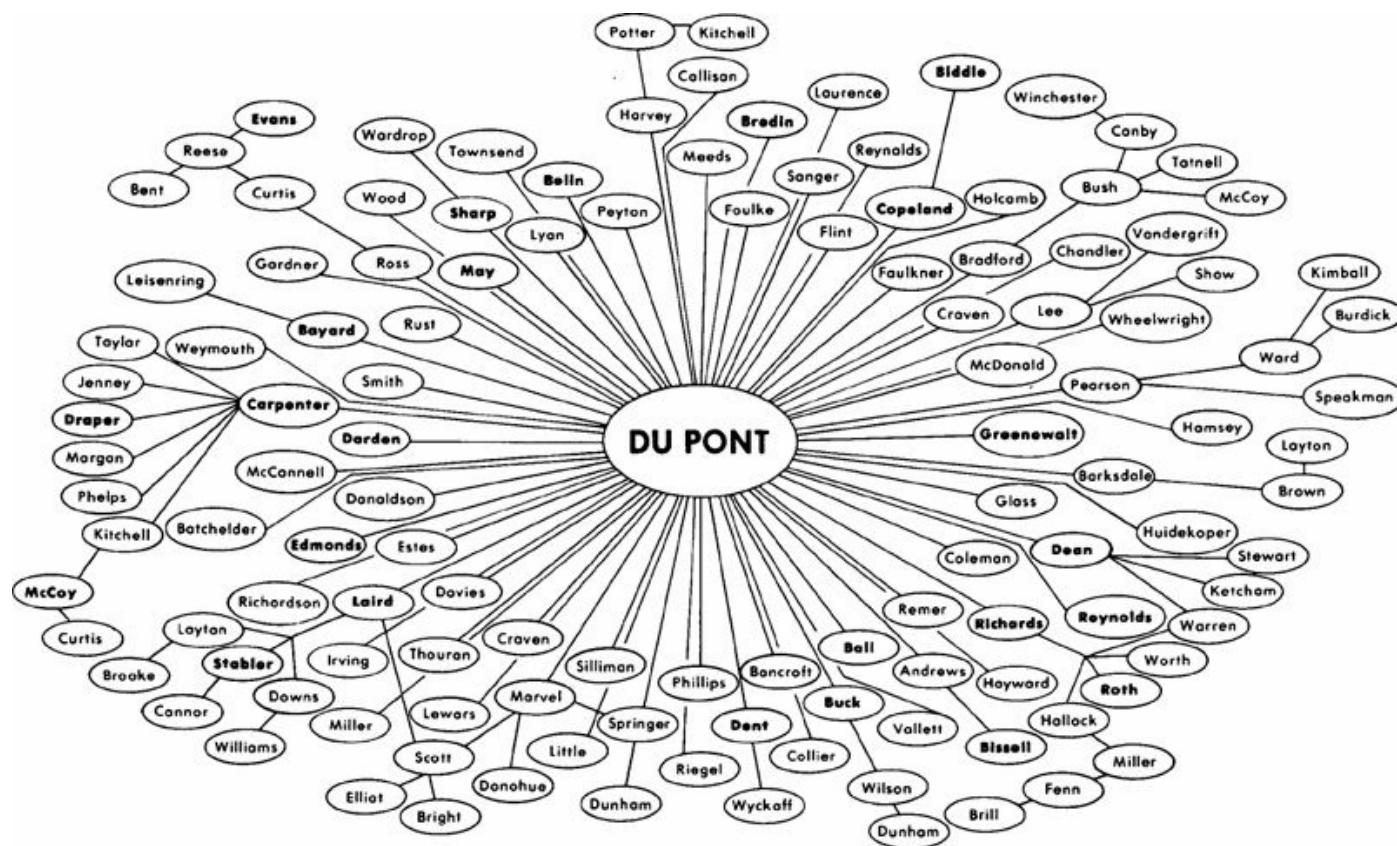 Potter
Kitchell
Callison
Biddle
Laurence
Winchester
Harvey
Evans
Bredin
Wardrop
Canby
Reese
Townsend
Meeds
Reynolds
Tatnell
Sanger
Belin
Bent
Curtis
Wood
Bush
McCoy
Holcomb
Sharp
Peyton
Foulke
Copeland
Lyon
Flint
Vandergrift
Chandler
Gardner
Ross
May
Faulkner
Bradford
Show
Kimball
Leisenring
Lee
Craven
Burdick
Wheelwright
Bayard
Rust
Taylor
Weymouth
Ward
McDonald
Jenney
Smith
Pearson
Speakman
Carpenter
Draper
Hamsey
Darden
DU PONT
Greenewalt
Morgan
Layton
McConnell
Barksdale
Brown
Phelps
Donaldson
Glass
Batchelder
Kitchell
Huidekoper
Edmonds
Estes
Dean
Stewart
Coleman
McCoy
Davies
Ketcham
Richardson
Laird
Remer
Reynolds
Richards
Warren
Curtis
Layton
Craven
Ball
Thouron
Irving
Stabler
Silliman
Worth
Brooke
Bancroft
Andrews
Phillips
Hayward
Roth
Downs
Marvel
Buck
Connor
Miller
Lewars
Springer
Dent
Vallett
Hallock
Williams
Little
Collier
Bissell
Scott
Riegel
Miller
Donohue
Wilson
Fenn
Elliot
Dunham
Wyckoff
Bright
Brill
Dunham